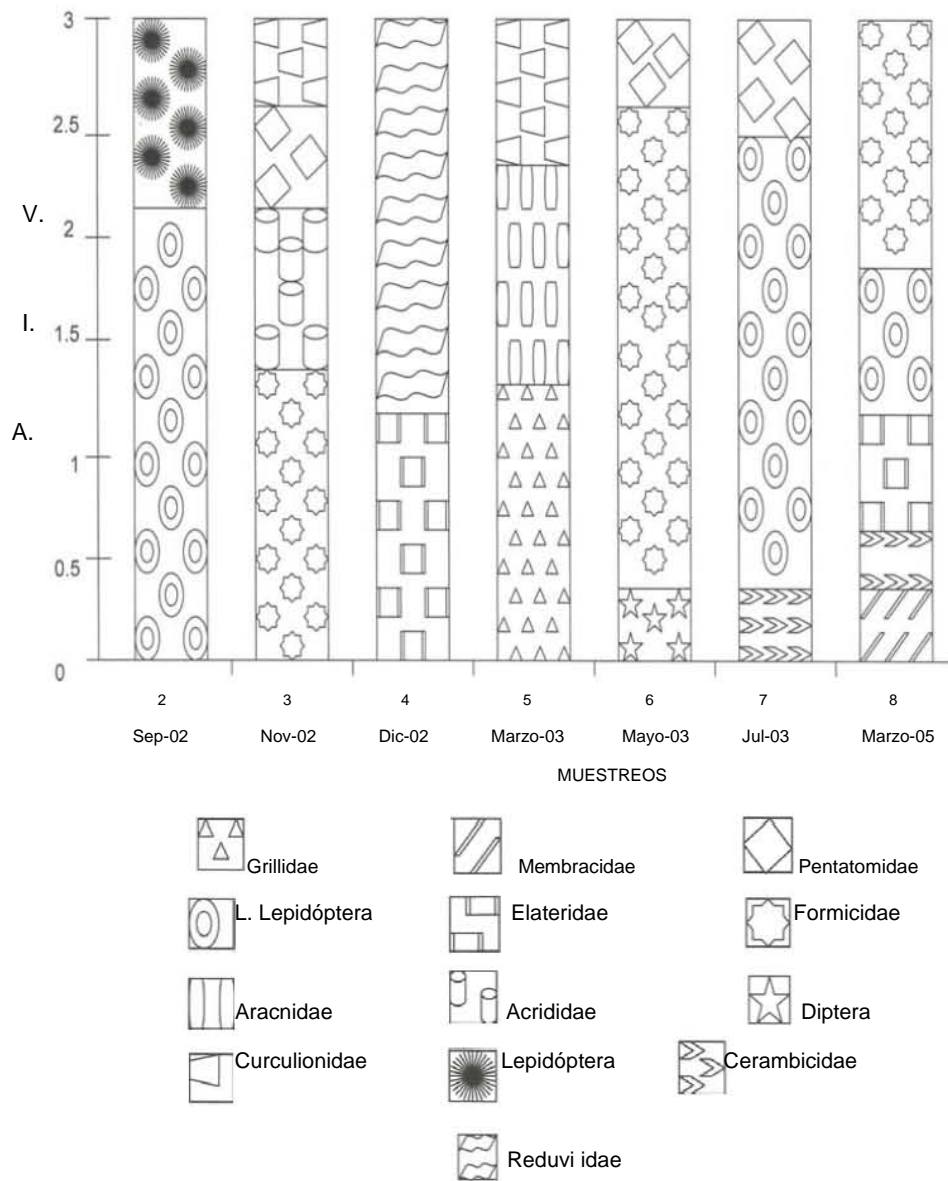 3
2.5
V.
2
I.
1.5
A.
1
0.5
0
2 3 4 5 6 7 8
Sep-02 Nov-02 Dic-02 Marzo-03 Mayo-03 Jul-03 Marzo-05
MUESTREOS
Grillidae Membracidae Pentatomidae
L. Lepidóptera Elateridae Formicidae
Aracnidae Acrididae Diptera
Curculionidae Lepidóptera Cerambicidae
Reduvi idae